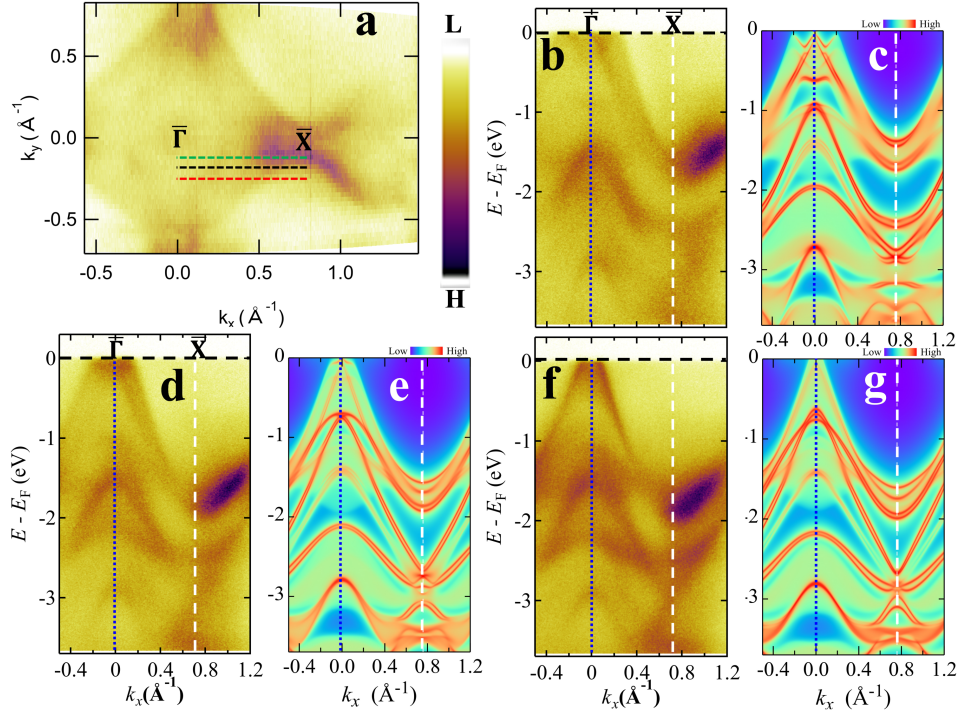 a
L
H
Γ̅
X̅
0.5
0.0
-0.5
k_y (Å⁻¹)
-0.5
0.0
0.5
1.0
k_x (Å⁻¹)
b
Γ̅
X̅
0
-1
-2
-3
E - E_F (eV)
Low High
c
0
-1
-2
-3
-0.4
0.0
0.4
0.8
1.2
d
Γ̅
X̅
0
-1
-2
-3
E - E_F (eV)
-0.5
0
0.4
0.8
1.2
k_x(Å⁻¹)
Low High
e
0
-1
-2
-3
-0.4
0.0
0.4
0.8
1.2
k_x (Å⁻¹)
f
0
-1
-2
-3
E - E_F (eV)
-0.5
0
0.4
0.8
1.2
k_x(Å⁻¹)
Low High
g
0
-1
-2
-3
-0.4
0.0
0.4
0.8
1.2
k_x (Å⁻¹)